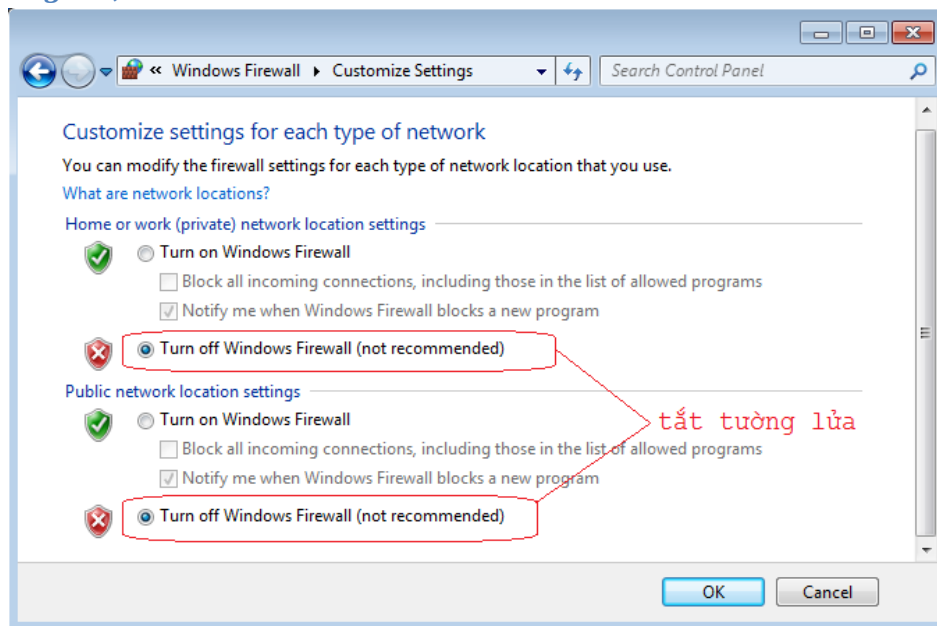 « Windows Firewall ▸ Customize Settings
Search Control Panel
Customize settings for each type of network
You can modify the firewall settings for each type of network location that you use.
What are network locations?
Home or work (private) network location settings
Turn on Windows Firewall
Block all incoming connections, including those in the list of allowed programs
Notify me when Windows Firewall blocks a new program
Turn off Windows Firewall (not recommended)
Public network location settings
Turn on Windows Firewall
tắt tường lửa
Block all incoming connections, including those in the list of allowed programs
Notify me when Windows Firewall blocks a new program
Turn off Windows Firewall (not recommended)
OK
Cancel